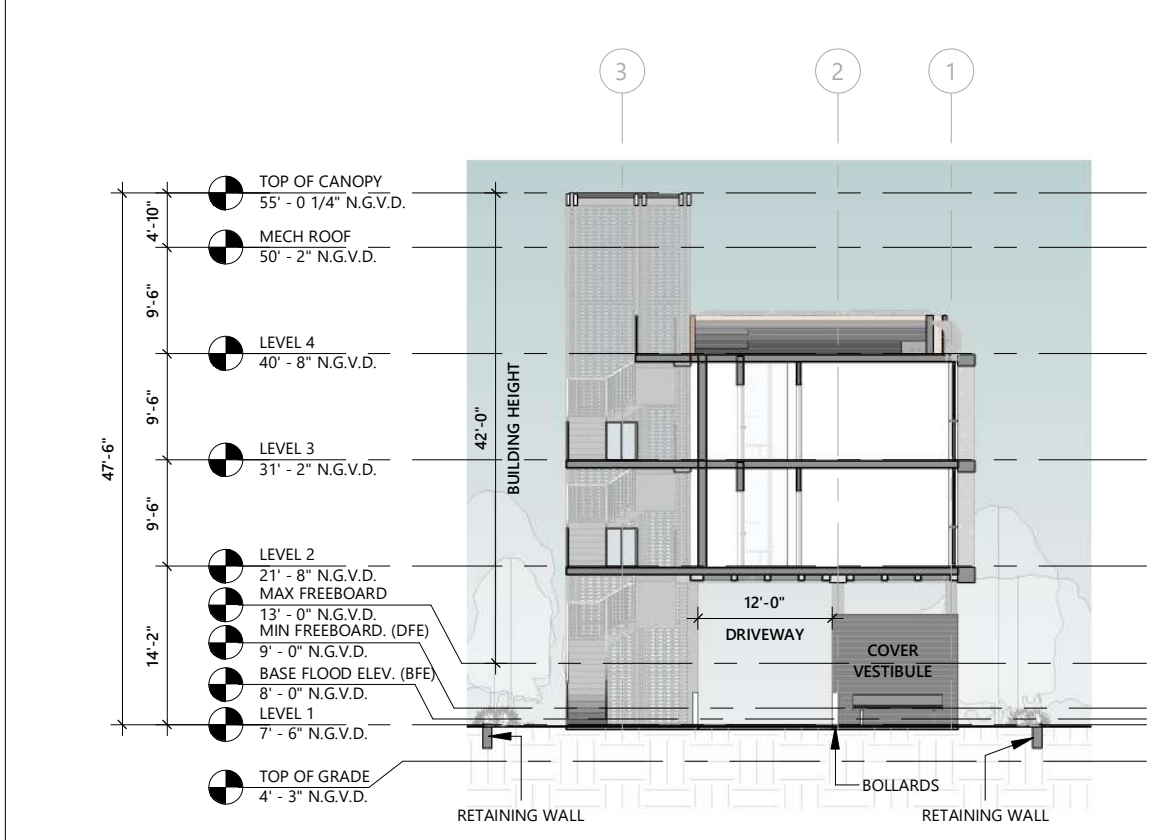 3
2
1
TOP OF CANOPY
55' - 0 1/4" N.G.V.D.
4'-10"
MECH ROOF
50' - 2" N.G.V.D.
9'-6"
LEVEL 4
40' - 8" N.G.V.D.
9'-6"
47'-6"
LEVEL 3
31' - 2" N.G.V.D.
42'-0"
BUILDING HEIGHT
9'-6"
LEVEL 2
21' - 8" N.G.V.D.
MAX FREEBOARD
13' - 0" N.G.V.D.
14'-2"
MIN FREEBOARD. (DFE)
9' - 0" N.G.V.D.
BASE FLOOD ELEV. (BFE)
8' - 0" N.G.V.D.
LEVEL 1
7' - 6" N.G.V.D.
TOP OF GRADE
4' - 3" N.G.V.D.
12'-0"
DRIVEWAY
COVER
VESTIBULE
BOLLARDS
RETAINING WALL
RETAINING WALL